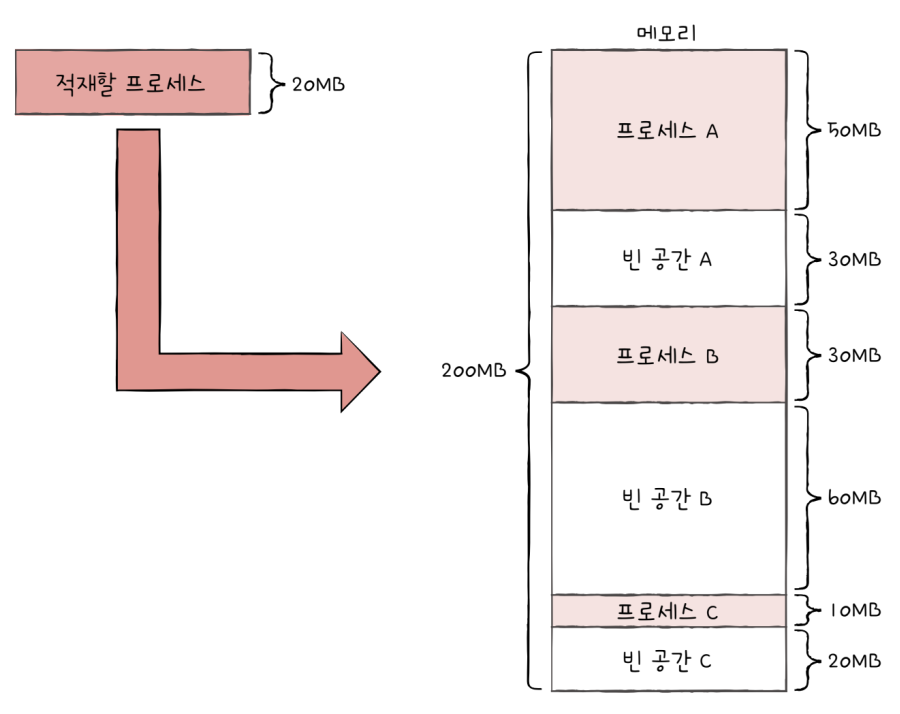 메모리
적재할 프로세스
20MB
프로세스 A
50MB
빈 공간 A
30MB
프로세스 B
30MB
200MB
빈 공간 B
60MB
프로세스 C
10MB
빈 공간 C
20MB